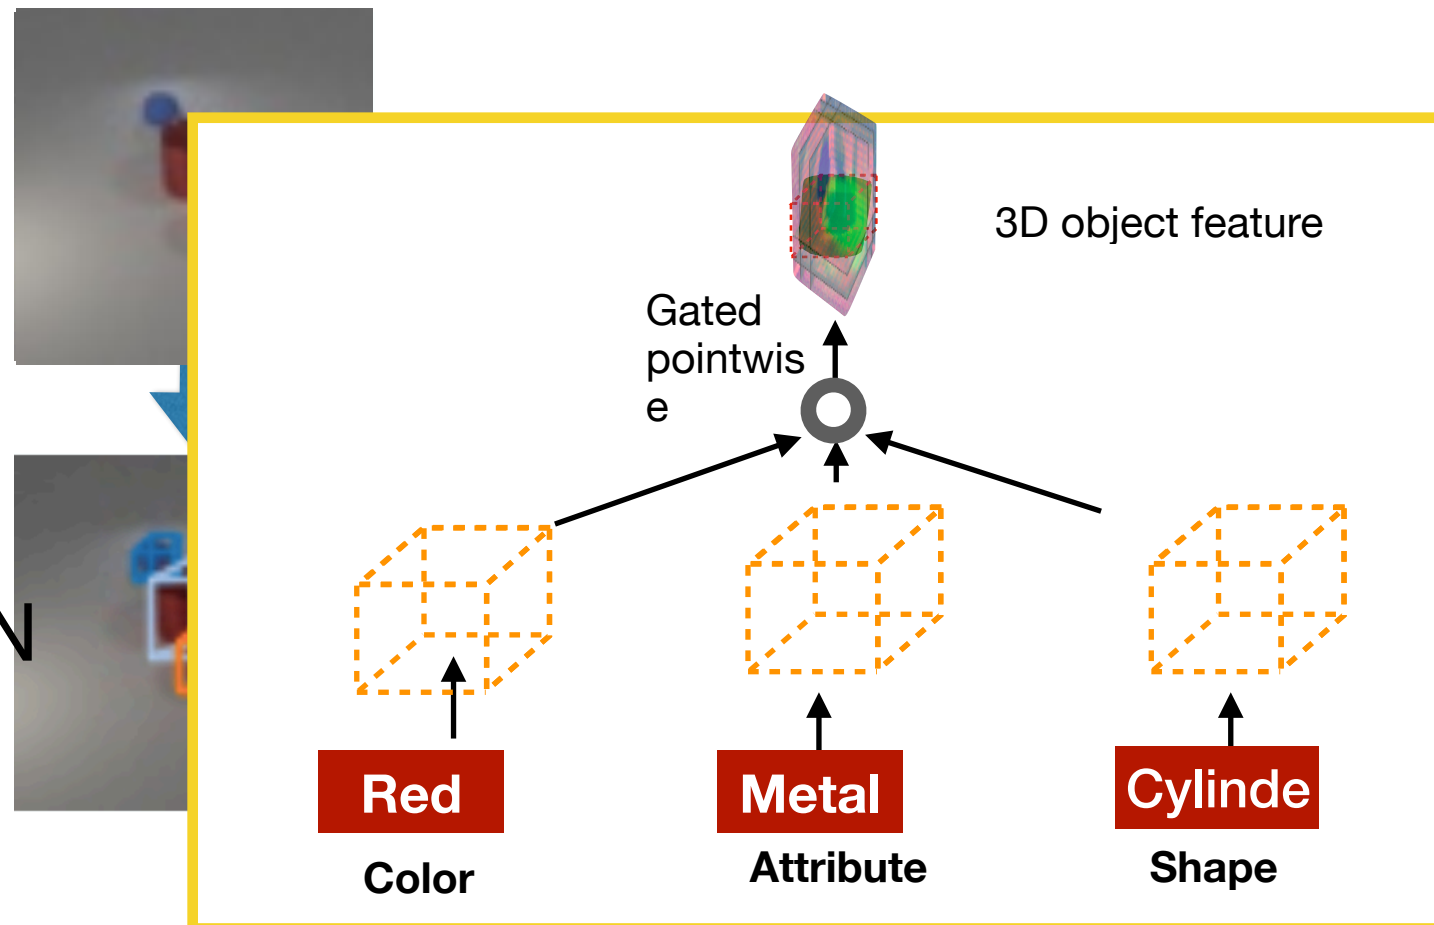 3D object feature
Gated
pointwis
e
N
Red
Metal
Cylinde
Color
Attribute
Shape